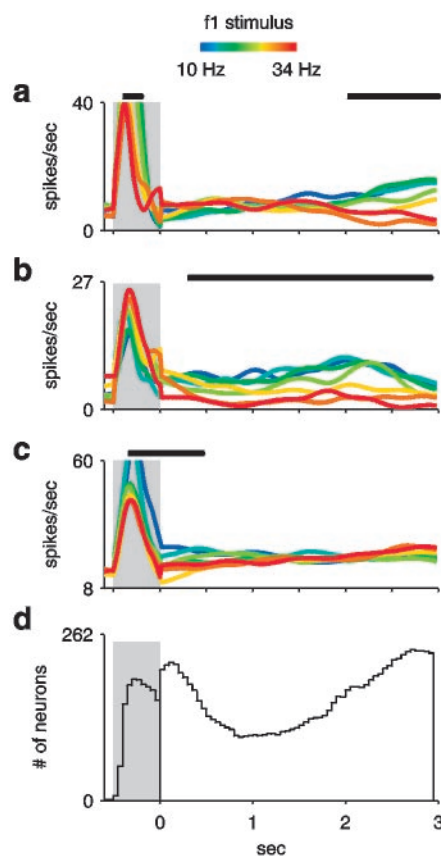 f1 stimulus
10 Hz 34 Hz
a
40
spikes/sec
0
b
27
spikes/sec
0
c
60
spikes/sec
8
d
262
# of neurons
0
0 1 2 3
sec